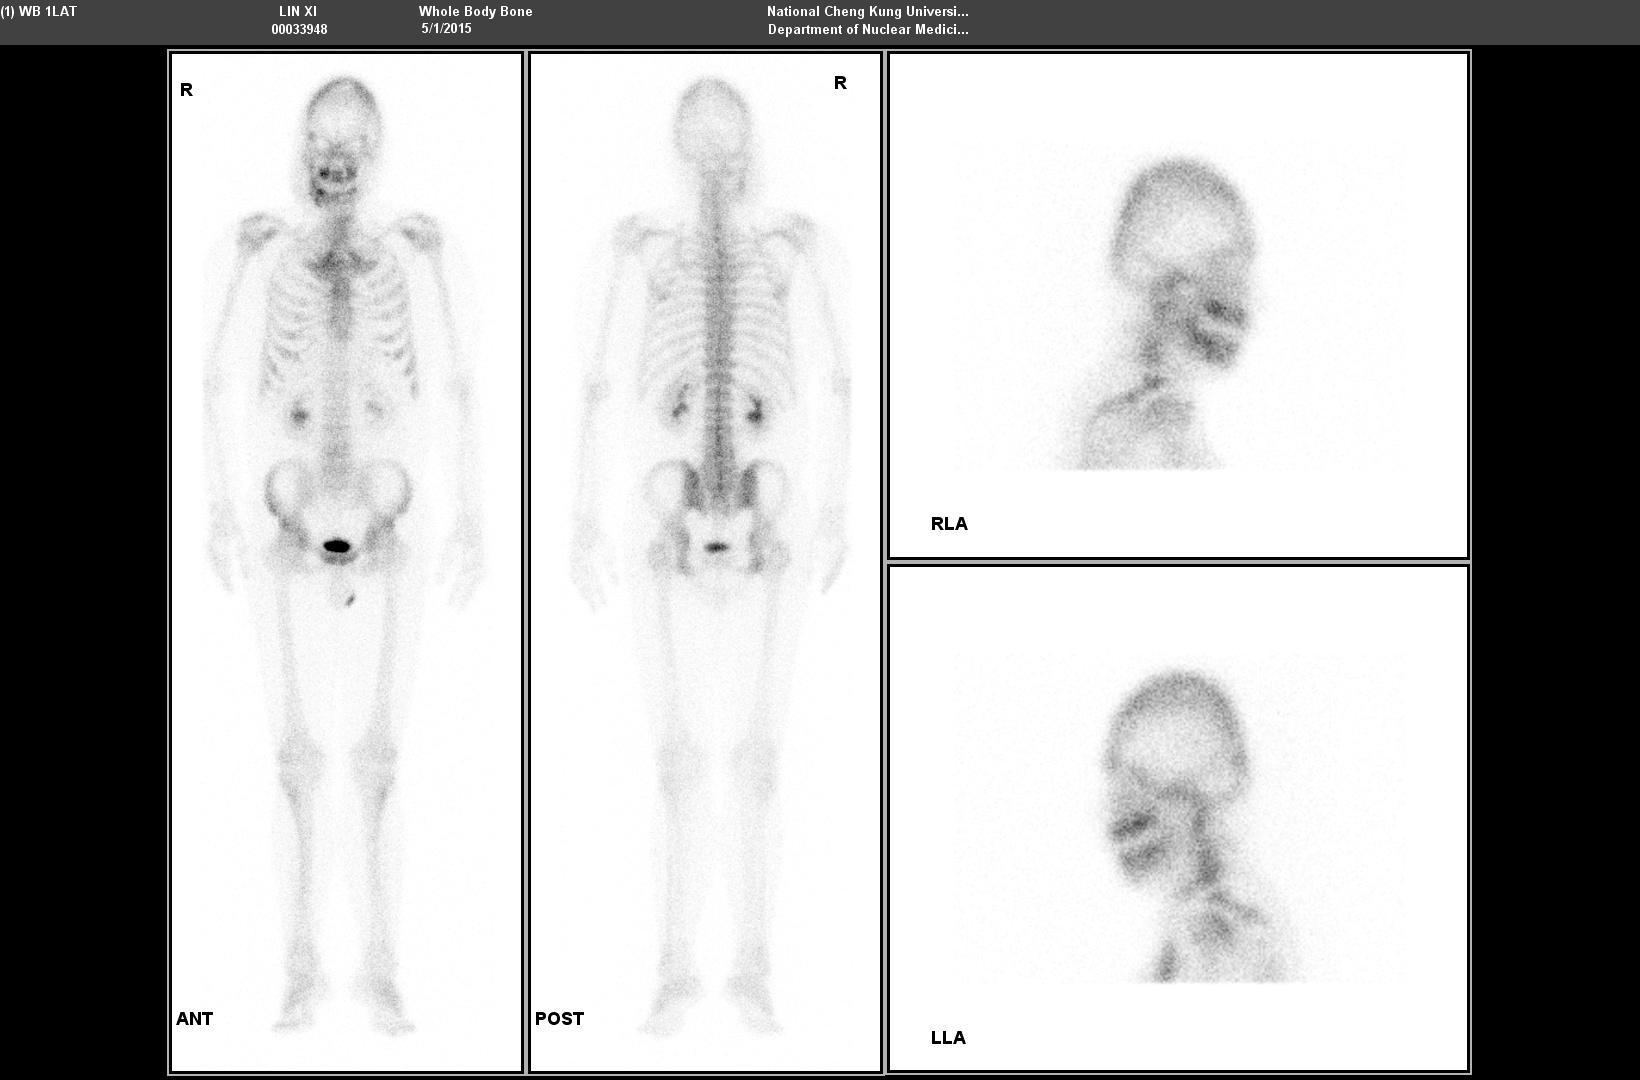 (1) WB 1LAT LIN XI Whole Body Bone National Cheng Kung Universi...
00033948 5/1/2015 Department of Nuclear Medici...
R
R
RLA
ANT
POST
LLA